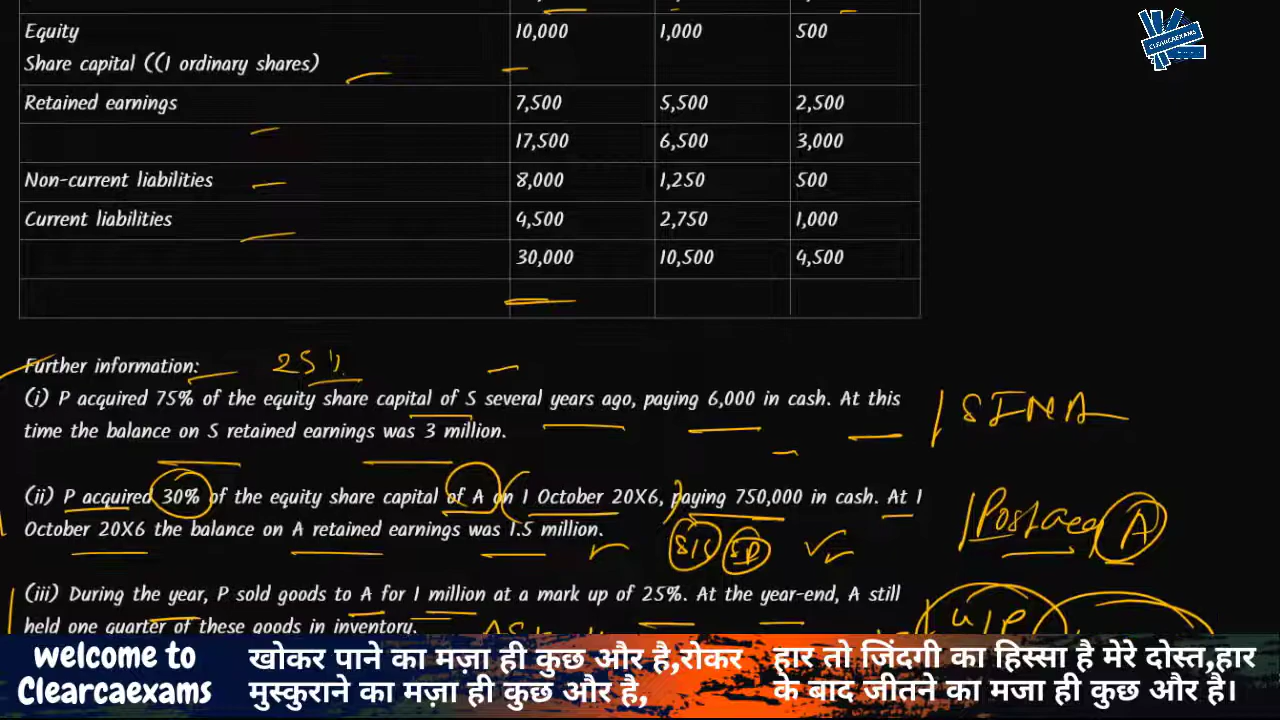 CLEARCAEXAMS
Equity 10,000 1,000 500
Share capital ((1 ordinary shares)
Retained earnings 7,500 5,500 2,500
17,500 6,500 3,000
Non-current liabilities 8,000 1,250 500
Current liabilities 4,500 2,750 1,000
30,000 10,500 4,500
Further information: 25%
(i) P acquired 75% of the equity share capital of S several years ago, paying 6,000 in cash. At this
time the balance on S retained earnings was 3 million.
SINA
(ii) P acquired 30% of the equity share capital of A on 1 October 20X6, paying 750,000 in cash. At 1
October 20X6 the balance on A retained earnings was 1.5 million.
Postacq A
(iii) During the year, P sold goods to A for 1 million at a mark up of 25%. At the year-end, A still
held one quarter of these goods in inventory.
welcome to
Clearcaexams
खोकर पाने का मज़ा ही कुछ और है,रोकर
मुस्कुराने का मज़ा ही कुछ और है,
हार तो जिंदगी का हिस्सा है मेरे दोस्त,हार
के बाद जीतने का मजा ही कुछ और है।